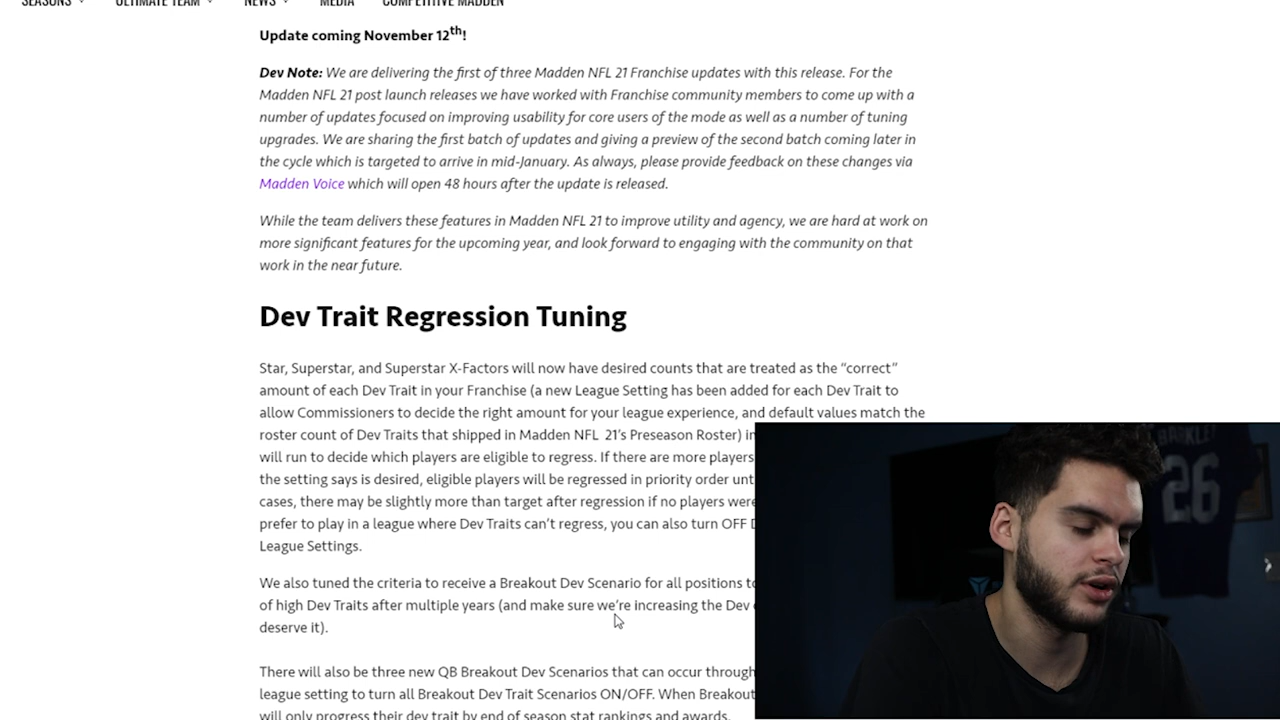 SEASONS ULTIMATE TEAM NEWS MEDIA COMPETITIVE MADDEN
Update coming November 12th!
Dev Note: We are delivering the first of three Madden NFL 21 Franchise updates with this release. For the
Madden NFL 21 post launch releases we have worked with Franchise community members to come up with a
number of updates focused on improving usability for core users of the mode as well as a number of tuning
upgrades. We are sharing the first batch of updates and giving a preview of the second batch coming later in
the cycle which is targeted to arrive in mid-January. As always, please provide feedback on these changes via
Madden Voice which will open 48 hours after the update is released.
While the team delivers these features in Madden NFL 21 to improve utility and agency, we are hard at work on
more significant features for the upcoming year, and look forward to engaging with the community on that
work in the near future.
Dev Trait Regression Tuning
Star, Superstar, and Superstar X-Factors will now have desired counts that are treated as the “correct”
amount of each Dev Trait in your Franchise (a new League Setting has been added for each Dev Trait to
allow Commissioners to decide the right amount for your league experience, and default values match the
roster count of Dev Traits that shipped in Madden NFL 21’s Preseason Roster) in
will run to decide which players are eligible to regress. If there are more players
the setting says is desired, eligible players will be regressed in priority order unt
cases, there may be slightly more than target after regression if no players were
prefer to play in a league where Dev Traits can’t regress, you can also turn OFF D
League Settings.
We also tuned the criteria to receive a Breakout Dev Scenario for all positions to
of high Dev Traits after multiple years (and make sure we’re increasing the Dev
deserve it).
There will also be three new QB Breakout Dev Scenarios that can occur through
league setting to turn all Breakout Dev Trait Scenarios ON/OFF. When Breakout
will only progress their dev trait by end of season stat rankings and awards.
BARKLEY
26